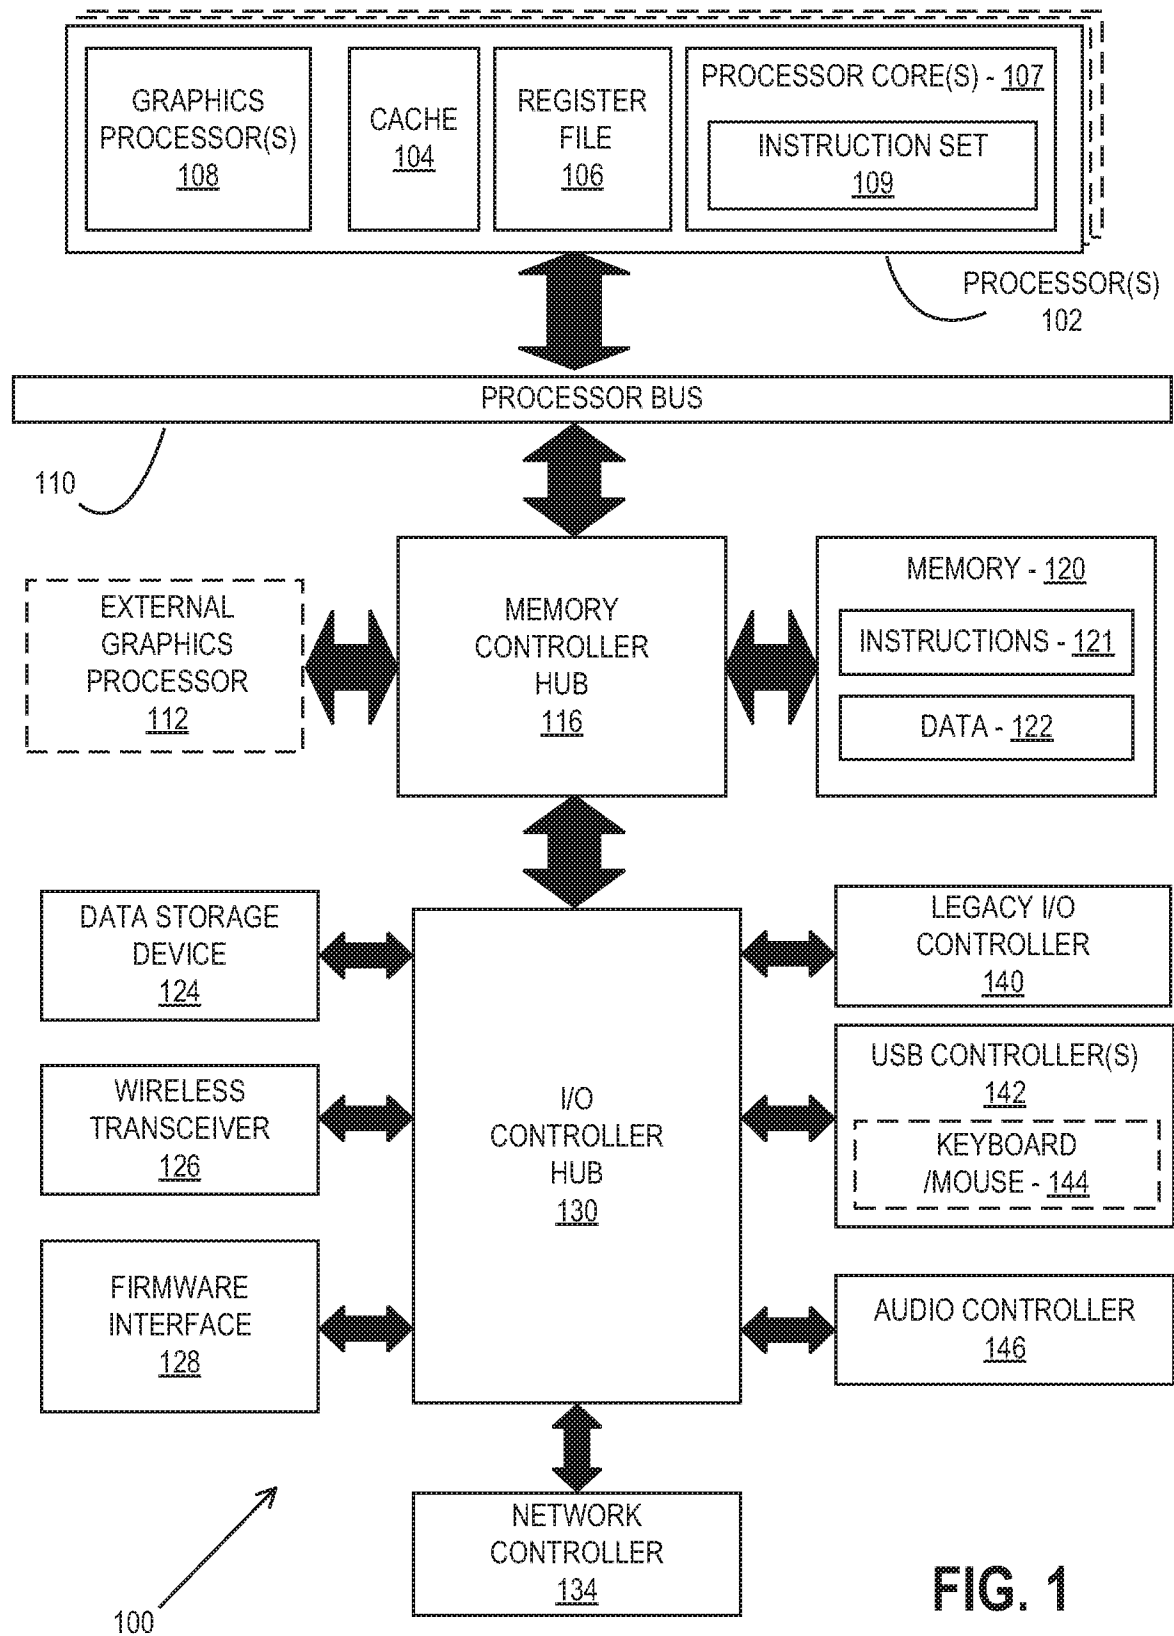 GRAPHICS
PROCESSOR(S)
108
CACHE
104
REGISTER
FILE
106
PROCESSOR CORE(S) - 107
INSTRUCTION SET
109
PROCESSOR(S)
102
PROCESSOR BUS
110
EXTERNAL
GRAPHICS
PROCESSOR
112
MEMORY
CONTROLLER
HUB
116
MEMORY - 120
INSTRUCTIONS - 121
DATA - 122
DATA STORAGE
DEVICE
124
WIRELESS
TRANSCEIVER
126
FIRMWARE
INTERFACE
128
I/O
CONTROLLER
HUB
130
LEGACY I/O
CONTROLLER
140
USB CONTROLLER(S)
142
KEYBOARD
/MOUSE - 144
AUDIO CONTROLLER
146
NETWORK
CONTROLLER
134
100
FIG. 1